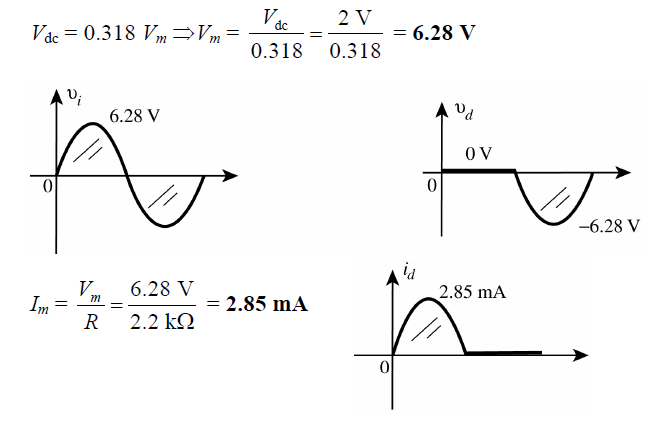 V_dc = 0.318 V_m ⇒ V_m = V_dc / 0.318 = 2 V / 0.318 = 6.28 V
υ_i
6.28 V
0
υ_d
0 V
0
−6.28 V
I_m = V_m / R = 6.28 V / 2.2 kΩ = 2.85 mA
i_d
2.85 mA
0